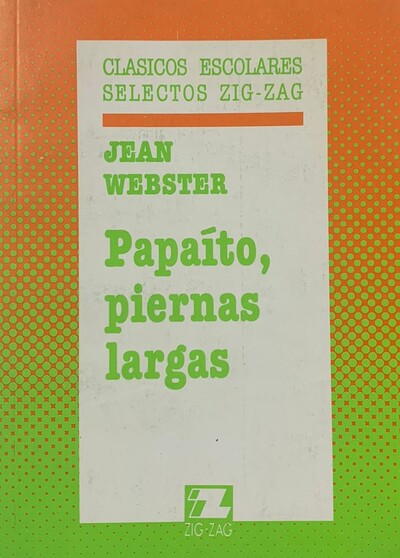 CLASICOS ESCOLARES
SELECTOS ZIG-ZAG
JEAN
WEBSTER
Papaíto,
piernas
largas
ZIG-ZAG